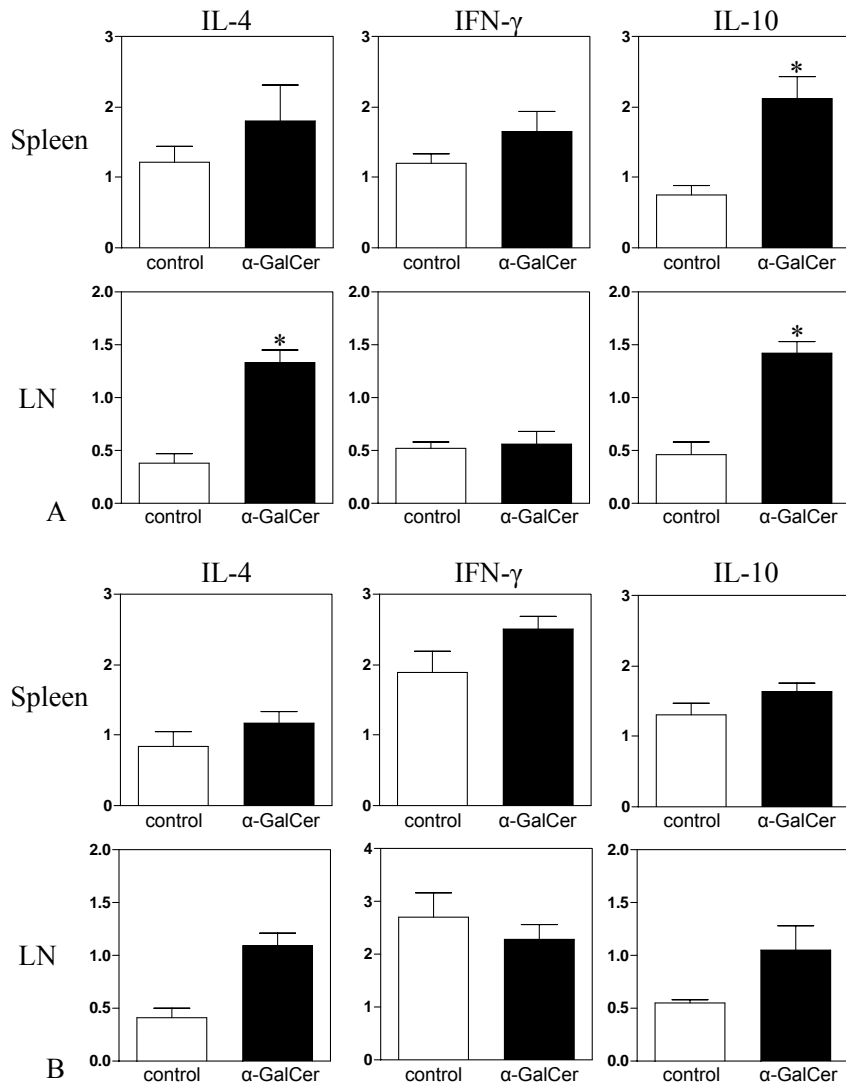 IL-4 IFN-γ IL-10
Spleen
3 3 3
* 
2 2 2
1 1 1
0 0 0
control α-GalCer control α-GalCer control α-GalCer
LN
2.0 2.0 2.0
1.5 * 1.5 1.5 *
1.0 1.0 1.0
0.5 0.5 0.5
0.0 0.0 0.0
A
control α-GalCer control α-GalCer control α-GalCer
IL-4 IFN-γ IL-10
Spleen
3 3 3
2 2 2
1 1 1
0 0 0
control α-GalCer control α-GalCer control α-GalCer
LN
2.0 4 2.0
1.5 3 1.5
1.0 2 1.0
0.5 1 0.5
0.0 0 0.0
B
control α-GalCer control α-GalCer control α-GalCer